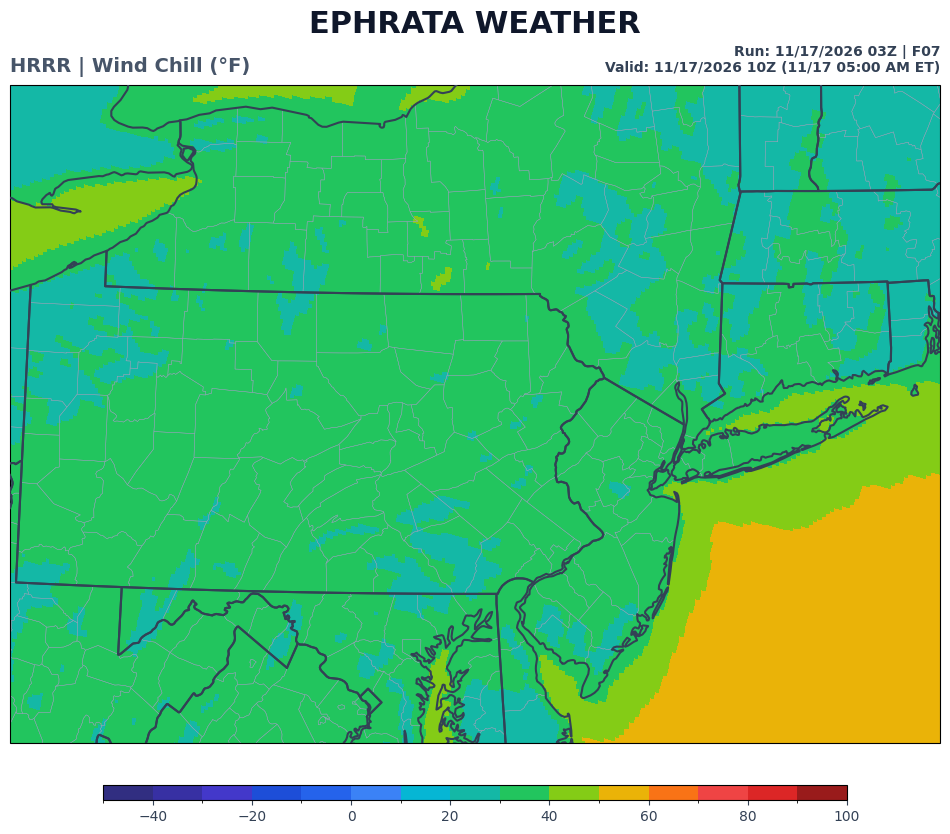 EPHRATA WEATHER
HRRR | Wind Chill (°F)
Run: 11/17/2026 03Z | F07
Valid: 11/17/2026 10Z (11/17 05:00 AM ET)
−40 −20 0 20 40 60 80 100